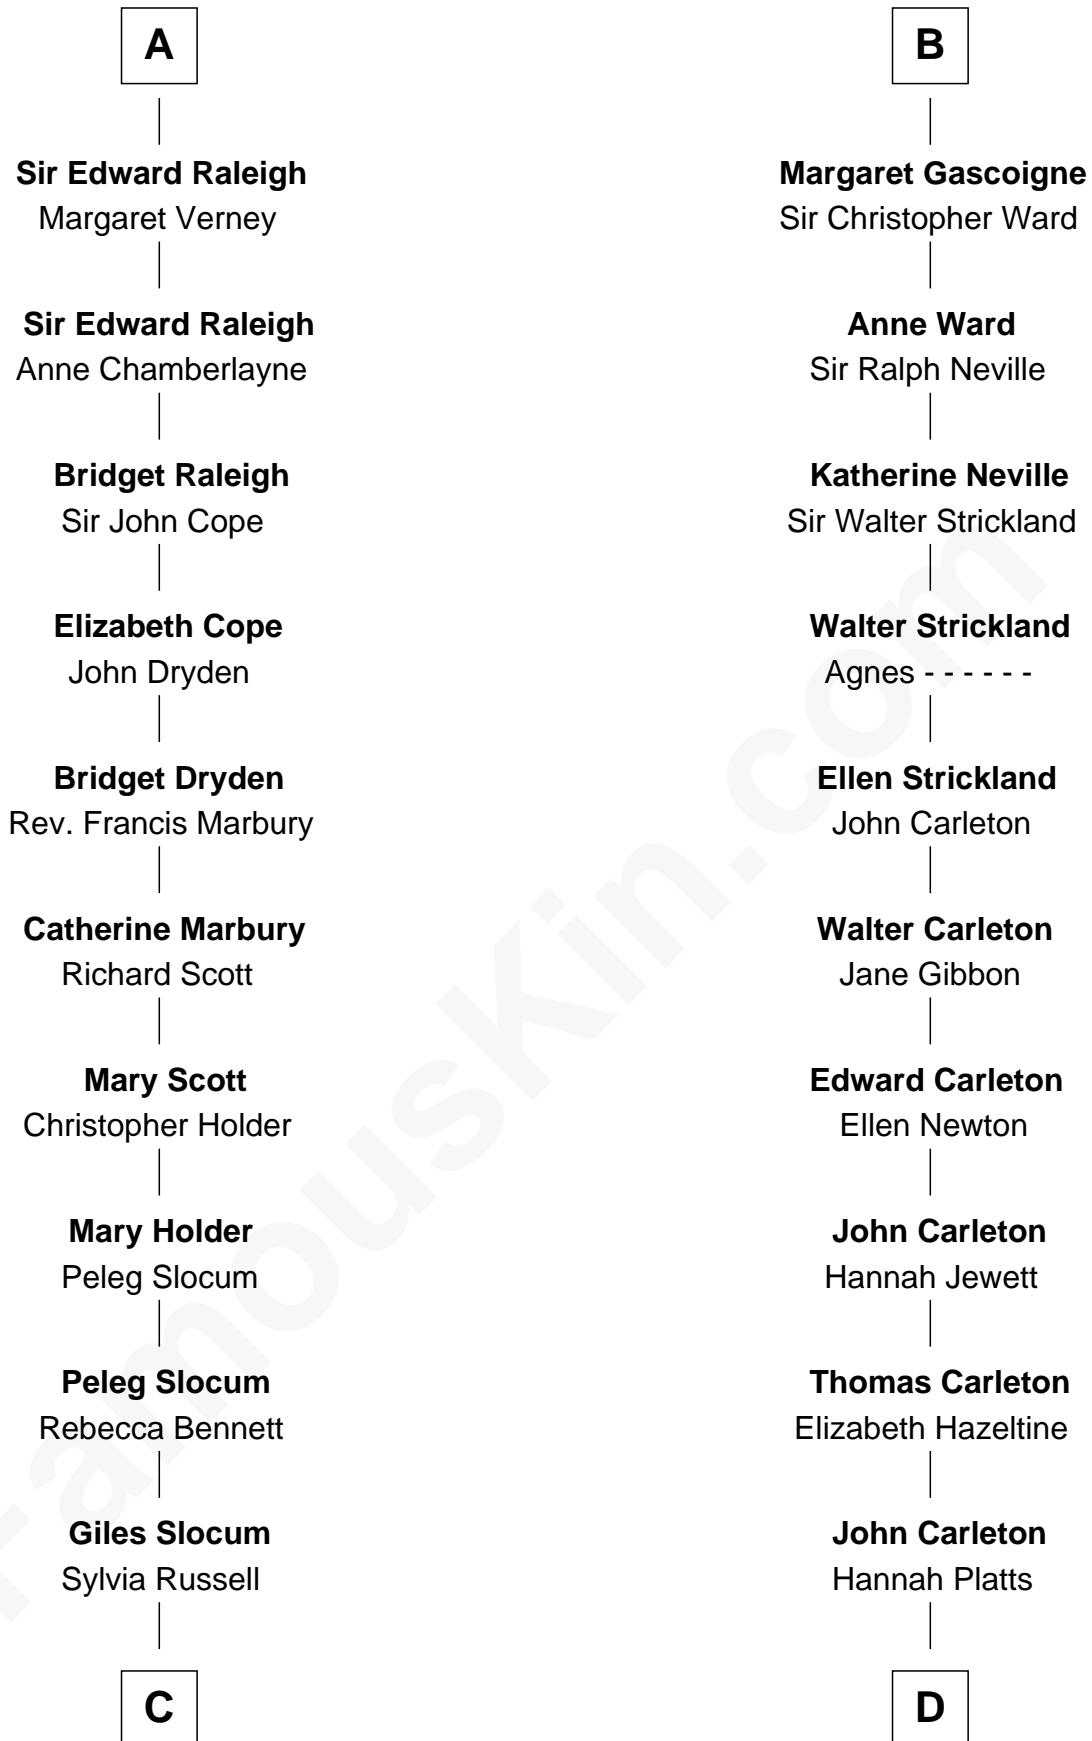 A
Sir Edward Raleigh
Margaret Verney
Sir Edward Raleigh
Anne Chamberlayne
Bridget Raleigh
Sir John Cope
Elizabeth Cope
John Dryden
Bridget Dryden
Rev. Francis Marbury
Catherine Marbury
Richard Scott
Mary Scott
Christopher Holder
Mary Holder
Peleg Slocum
Peleg Slocum
Rebecca Bennett
Giles Slocum
Sylvia Russell
C
B
Margaret Gascoigne
Sir Christopher Ward
Anne Ward
Sir Ralph Neville
Katherine Neville
Sir Walter Strickland
Walter Strickland
Agnes - - - - - -
Ellen Strickland
John Carleton
Walter Carleton
Jane Gibbon
Edward Carleton
Ellen Newton
John Carleton
Hannah Jewett
Thomas Carleton
Elizabeth Hazeltine
John Carleton
Hannah Platts
D
FamousKin.com